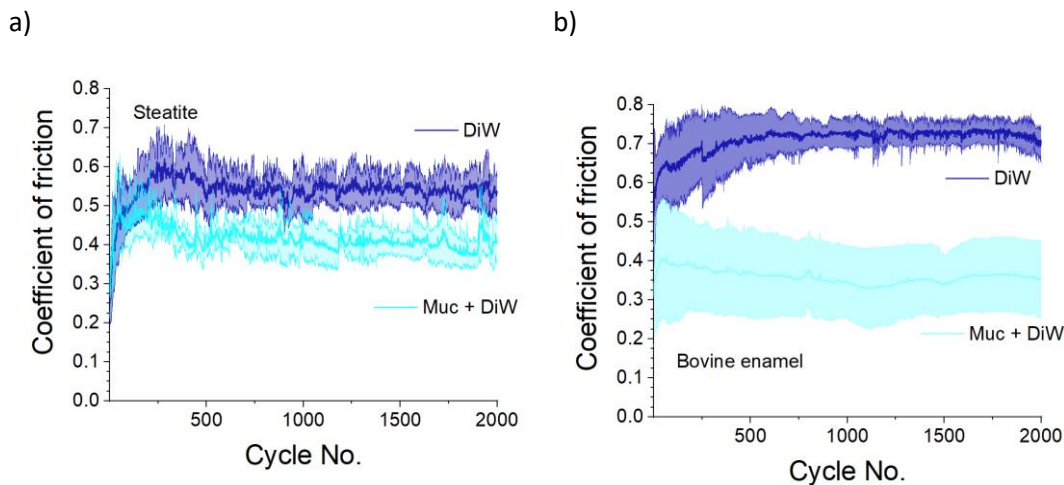 a)
0.8
0.7
0.6
0.5
0.4
0.3
0.2
0.1
0.0
Coefficient of friction
Steatite
DiW
Muc + DiW
500
1000
1500
2000
Cycle No.
b)
0.8
0.7
0.6
0.5
0.4
0.3
0.2
0.1
0.0
Coefficient of friction
DiW
Muc + DiW
Bovine enamel
500
1000
1500
2000
Cycle No.